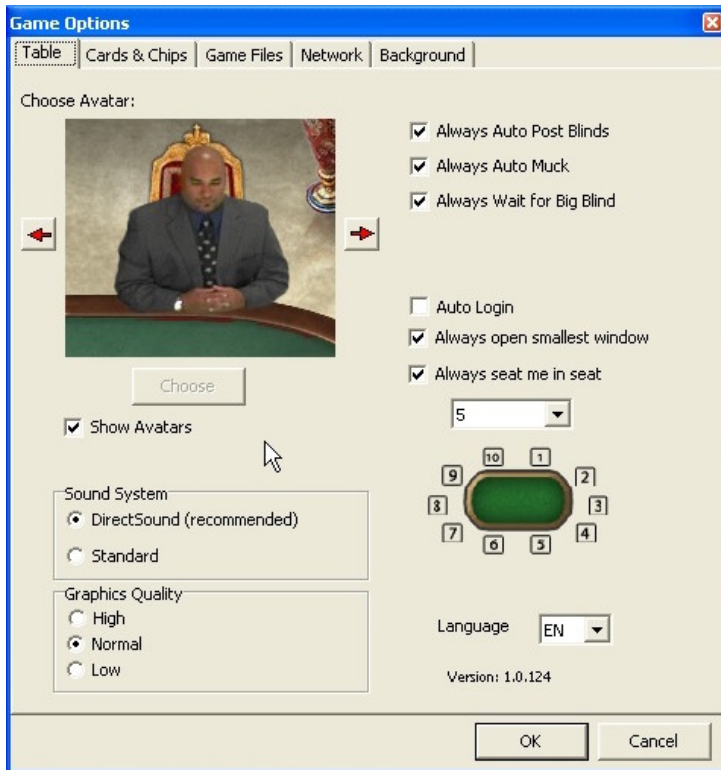 Game Options
Table Cards & Chips Game Files Network Background
Choose Avatar:
Always Auto Post Blinds
Always Auto Muck
Always Wait for Big Blind
Auto Login
Always open smallest window
Always seat me in seat
Choose
5
Show Avatars
10 1
9 2
8 3
7 4
6 5
Sound System
DirectSound (recommended)
Standard
Graphics Quality
High
Normal
Low
Language EN
Version: 1.0.124
OK Cancel